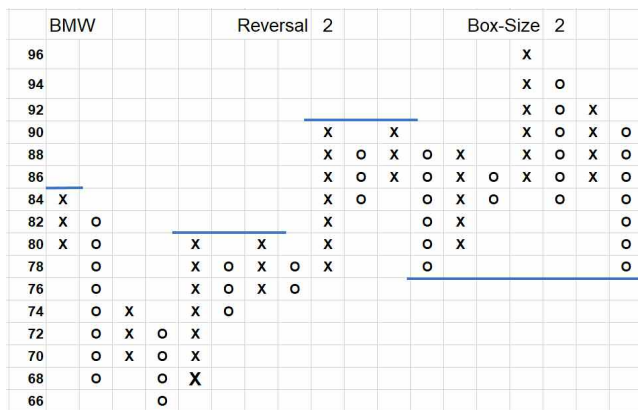 BMW Reversal 2 Box-Size 2
96 X
94 X O
92 X O X
90 X X X O X O
88 X O X O X X O X O
86 X O X O X O X O X O
84 X X O O X O O O
82 X O X O X O
80 X O X X X O X O
78 O X O X O X O O
76 O X O X O
74 O X X O
72 O X O X
70 O X O X
68 O O X
66 O